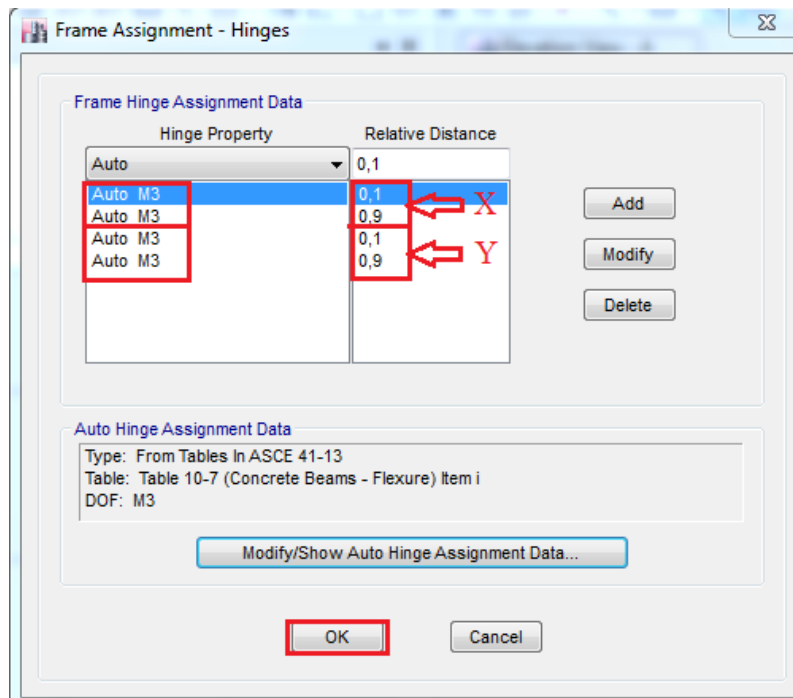 Frame Assignment - Hinges
Frame Hinge Assignment Data
Hinge Property Relative Distance
Auto 0,1
Auto M3 0,1
Auto M3 0,9
X
Auto M3 0,1
Auto M3 0,9
Y
Add
Modify
Delete
Auto Hinge Assignment Data
Type: From Tables In ASCE 41-13
Table: Table 10-7 (Concrete Beams - Flexure) Item i
DOF: M3
Modify/Show Auto Hinge Assignment Data...
OK Cancel